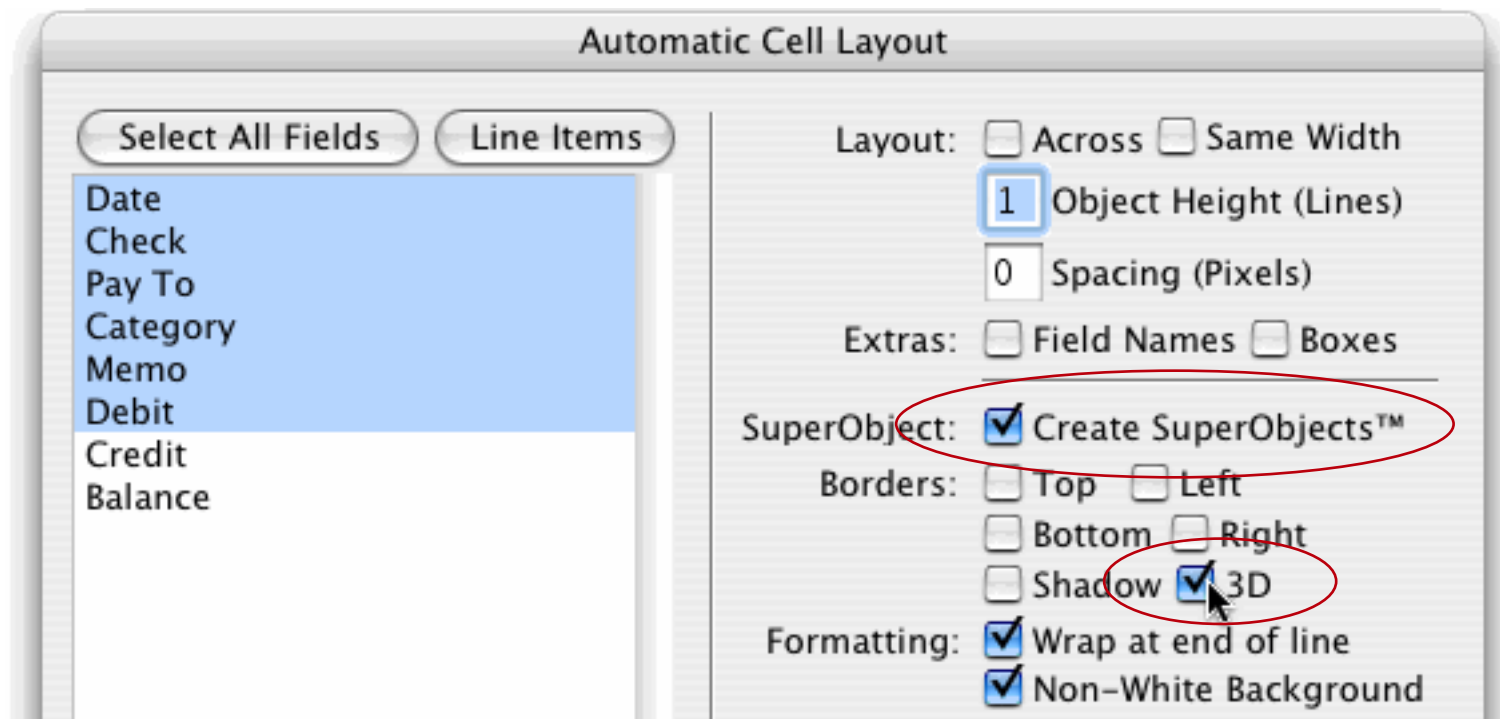 Automatic Cell Layout
Select All Fields
Line Items
Date
Check
Pay To
Category
Memo
Debit
Credit
Balance
Layout: Across Same Width
1 Object Height (Lines)
0 Spacing (Pixels)
Extras: Field Names Boxes
SuperObject: Create SuperObjects™
Borders: Top Left
Bottom Right
Shadow 3D
Formatting: Wrap at end of line
Non-White Background